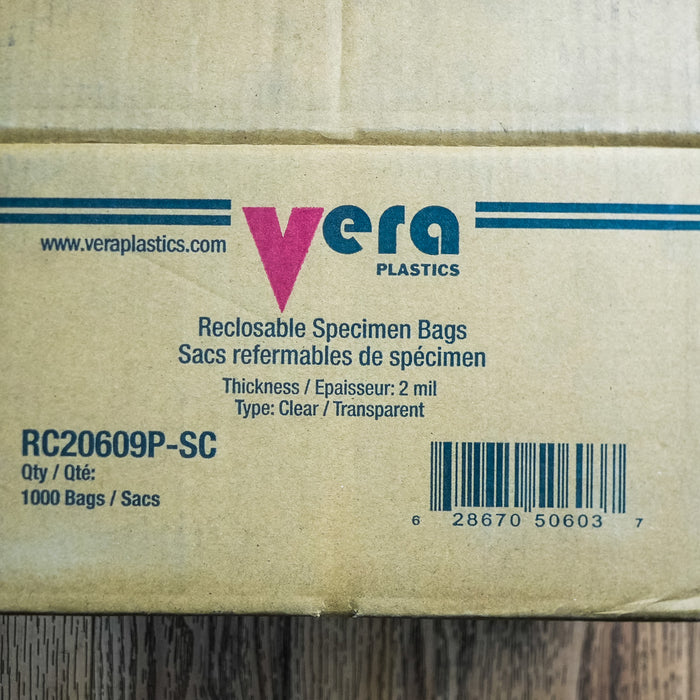 vera
PLASTICS
www.veraplastics.com
Reclosable Specimen Bags
Sacs refermables de spécimen
Thickness / Epaisseur: 2 mil
Type: Clear / Transparent
RC20609P-SC
Qty / Qté:
1000 Bags / Sacs
6 28670 50603 7